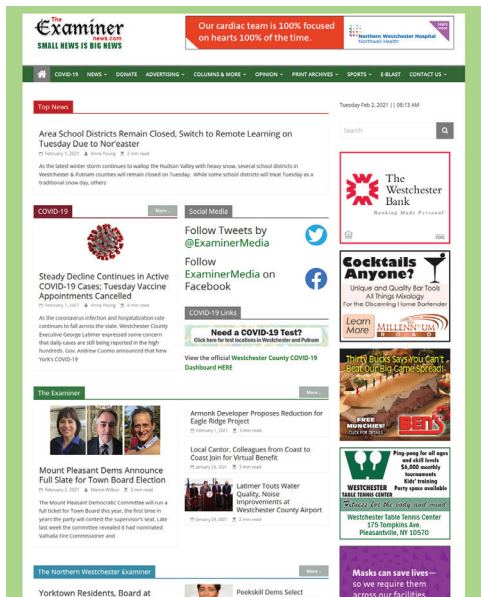 The
Examiner
news.com
SMALL NEWS IS BIG NEWS
Our cardiac team is 100% focused
on hearts 100% of the time.
Northern Westchester Hospital
Northwell Health
COVID-19 NEWS DONATE ADVERTISING COLUMNS & MORE OPINION PRINT ARCHIVES SPORTS E-BLAST CONTACT US
Top News
Area School Districts Remain Closed, Switch to Remote Learning on
Tuesday Due to Nor'easter
February 1, 2021 Anna Young 2 min read
As the latest winter storm continues to wallop the Hudson Valley with heavy snow, several school districts in
Westchester & Putnam counties will remain closed on Tuesday. While some school districts will treat Tuesday as a
traditional snow day, others
COVID-19
More...
Steady Decline Continues in Active
COVID-19 Cases; Tuesday Vaccine
Appointments Cancelled
February 1, 2021 Anna Young 4 min read
As the coronavirus infection and hospitalization rate
continues to fall across the state, Westchester County
Executive George Latimer expressed some concern
that daily cases are still being reported in the high
hundreds. Gov. Andrew Cuomo announced that New
York's COVID-19
Social Media
Follow Tweets by
@ExaminerMedia
Follow
ExaminerMedia on
Facebook
COVID-19 Links
Need a COVID-19 Test?
Click here for test locations in Westchester and Putnam
View the official Westchester County COVID-19
Dashboard HERE
The Examiner
More...
Mount Pleasant Dems Announce
Full Slate for Town Board Election
February 2, 2021 Martin Wilbur 2 min read
The Mount Pleasant Democratic Committee will run a
full ticket for Town Board this year, the first time in
years the party will contest the supervisor's seat. Late
last week the committee revealed it had nominated
Valhalla Fire Commissioner and
Armonk Developer Proposes Reduction for
Eagle Ridge Project
February 1, 2021 3 min read
Local Cantor, Colleagues from Coast to
Coast Join for Virtual Benefit
January 29, 2021 3 min read
Latimer Touts Water
Quality, Noise
Improvements at
Westchester County Airport
January 29, 2021 2 min read
The Northern Westchester Examiner
More...
Yorktown Residents, Board at
Peekskill Dems Select
Tuesday Feb 2, 2021 || 08:13 AM
Search
The
Westchester
Bank
Banking Made Personal
FDIC
Cocktails
Anyone?
Unique and Quality Bar Tools
All Things Mixology
For the Discerning Home Bartender
Learn
More
MILLENNIUM
ROAD
Thirty Bucks Says You Can't
Beat Our Big Game Spread!
FREE
MUNCHIES!
CLICK FOR DETAILS
BEN'S
Ping-pong for all ages
and skill levels
$6,000 monthly
tournaments
Kids' training
Party space available
WESTCHESTER
TABLE TENNIS CENTER
Fitness for the body and mind
Westchester Table Tennis Center
175 Tompkins Ave.
Pleasantville, NY 10570
Masks can save lives—
so we require them
across our facilities.